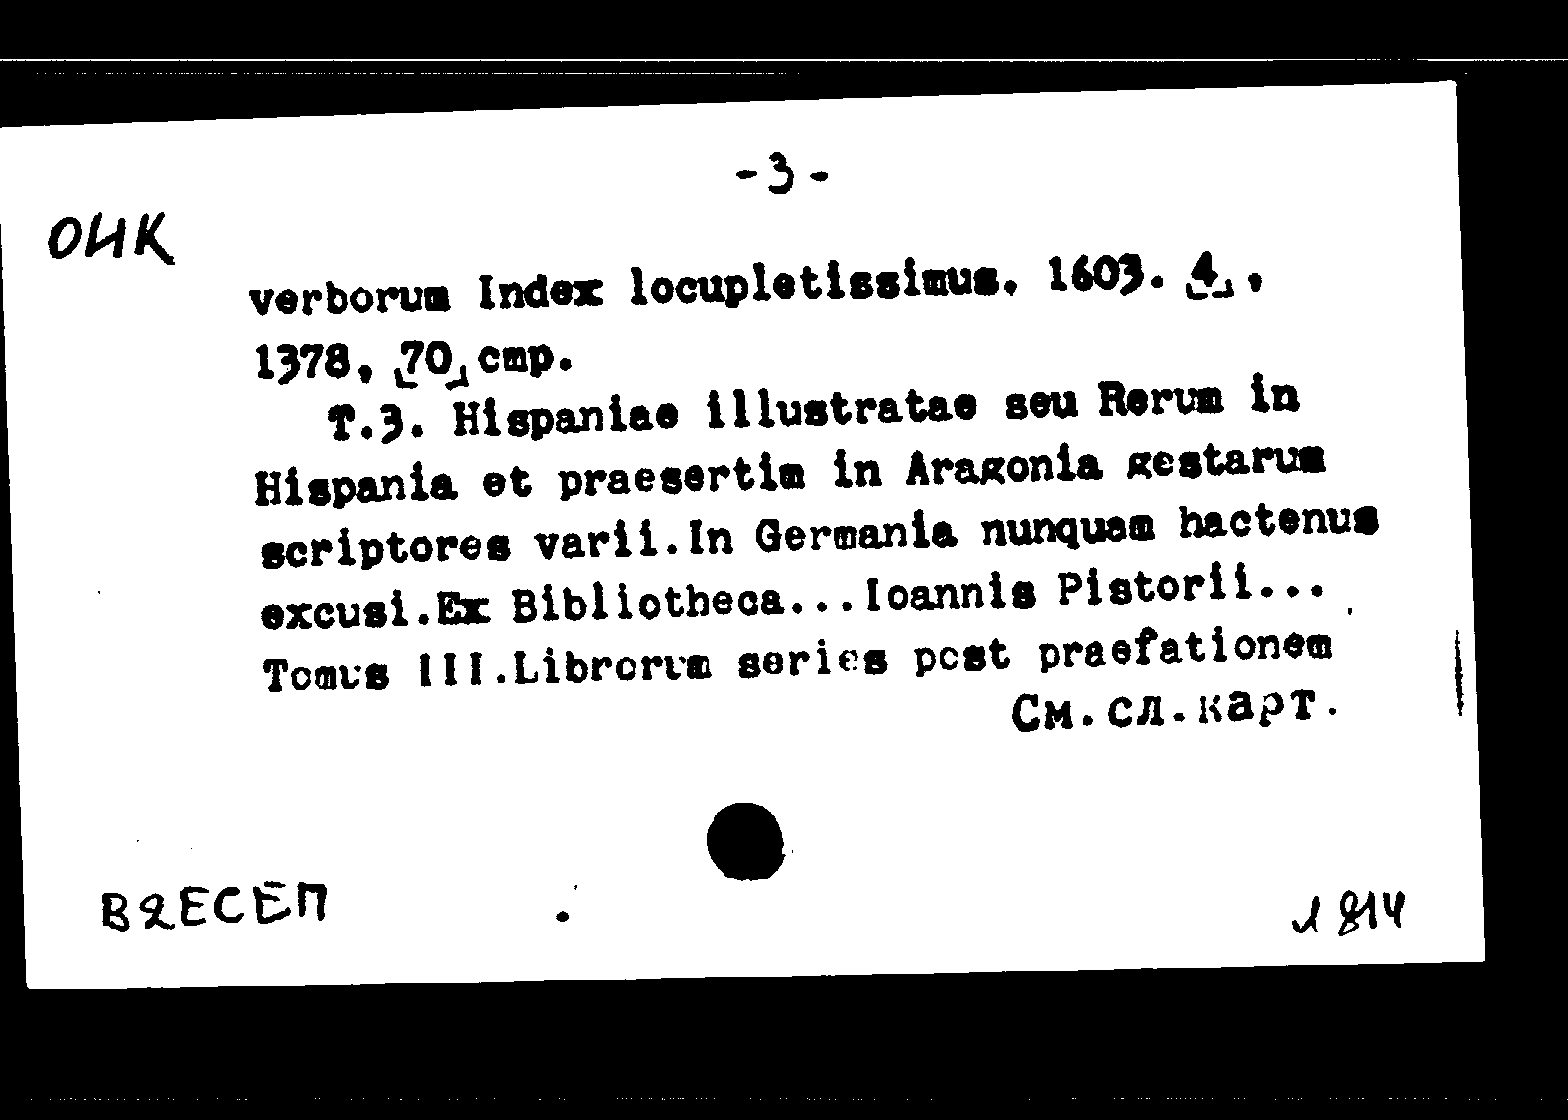 -3-
ОИК
verborum Index locupletissimus. 1603. [4],
1378, [70] стр.
Т.3. Hispaniae illustratae seu Rerum in
Hispania et praesertim in Aragonia gestarum
scriptores varii.In Germania nunquam hactenus
excusi.Ex Bibliotheca...Ioannis Pistorii...
Tomus III.Librorum series post praefationem
См.сл.карт.
814